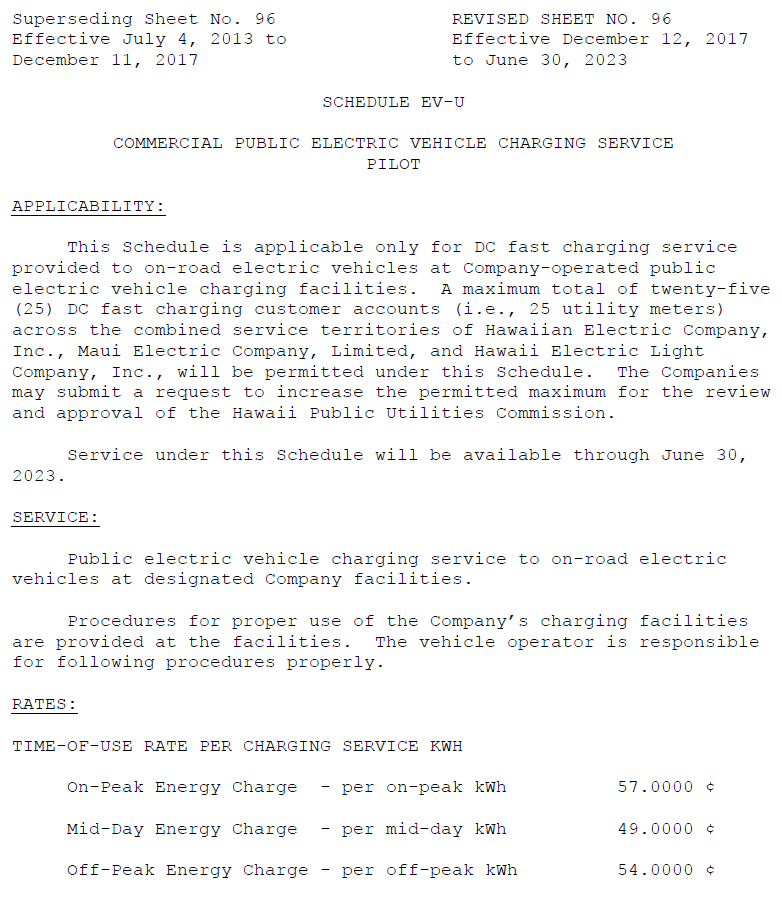 Superseding Sheet No. 96 REVISED SHEET NO. 96
Effective July 4, 2013 to Effective December 12, 2017
December 11, 2017 to June 30, 2023
SCHEDULE EV-U
COMMERCIAL PUBLIC ELECTRIC VEHICLE CHARGING SERVICE
PILOT
APPLICABILITY:
This Schedule is applicable only for DC fast charging service
provided to on-road electric vehicles at Company-operated public
electric vehicle charging facilities. A maximum total of twenty-five
(25) DC fast charging customer accounts (i.e., 25 utility meters)
across the combined service territories of Hawaiian Electric Company,
Inc., Maui Electric Company, Limited, and Hawaii Electric Light
Company, Inc., will be permitted under this Schedule. The Companies
may submit a request to increase the permitted maximum for the review
and approval of the Hawaii Public Utilities Commission.
Service under this Schedule will be available through June 30,
2023.
SERVICE:
Public electric vehicle charging service to on-road electric
vehicles at designated Company facilities.
Procedures for proper use of the Company's charging facilities
are provided at the facilities. The vehicle operator is responsible
for following procedures properly.
RATES:
TIME-OF-USE RATE PER CHARGING SERVICE KWH
On-Peak Energy Charge - per on-peak kWh 57.0000 ¢
Mid-Day Energy Charge - per mid-day kWh 49.0000 ¢
Off-Peak Energy Charge - per off-peak kWh 54.0000 ¢